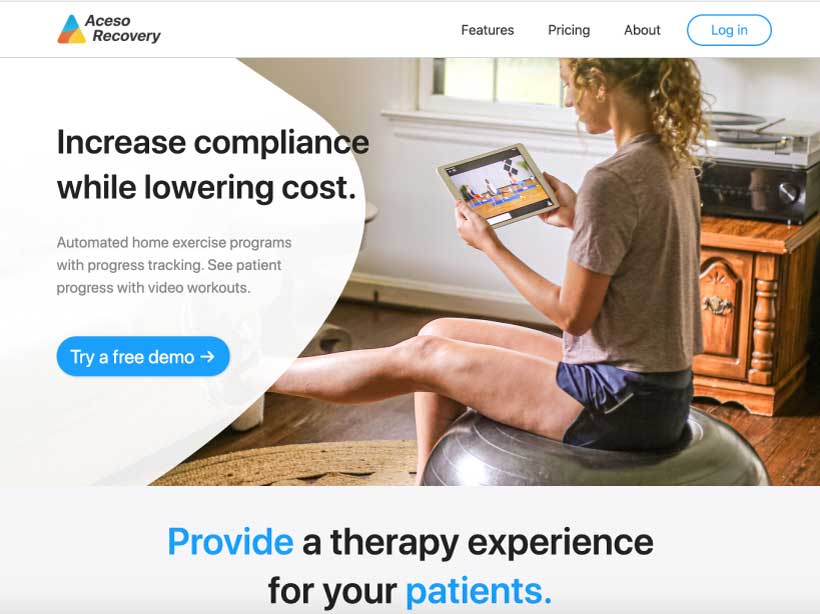 Aceso
Recovery
Features
Pricing
About
Log in
Increase compliance
while lowering cost.
Automated home exercise programs
with progress tracking. See patient
progress with video workouts.
Try a free demo →
Provide a therapy experience
for your patients.